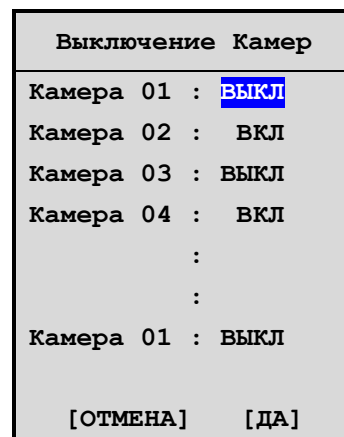 Выключение Камер
Камера 01 : ВЫКЛ
Камера 02 : ВКЛ
Камера 03 : ВЫКЛ
Камера 04 : ВКЛ
:
:
Камера 01 : ВЫКЛ
[ОТМЕНА] [ДА]